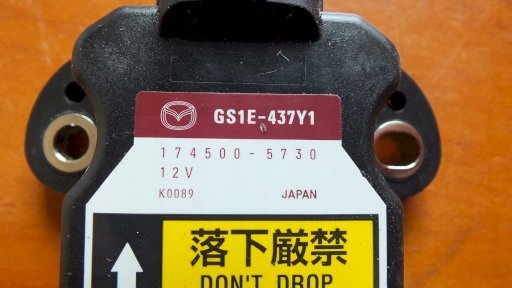 GS1E-437Y1
174500-5730
12V
K0089 JAPAN
落下厳禁
DON'T DROP